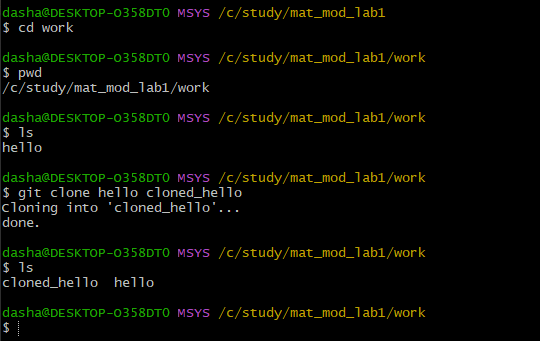 dasha@DESKTOP-O358DT0 MSYS /c/study/mat_mod_lab1
$ cd work
dasha@DESKTOP-O358DT0 MSYS /c/study/mat_mod_lab1/work
$ pwd
/c/study/mat_mod_lab1/work
dasha@DESKTOP-O358DT0 MSYS /c/study/mat_mod_lab1/work
$ ls
hello
dasha@DESKTOP-O358DT0 MSYS /c/study/mat_mod_lab1/work
$ git clone hello cloned_hello
Cloning into 'cloned_hello'...
done.
dasha@DESKTOP-O358DT0 MSYS /c/study/mat_mod_lab1/work
$ ls
cloned_hello  hello
dasha@DESKTOP-O358DT0 MSYS /c/study/mat_mod_lab1/work
$